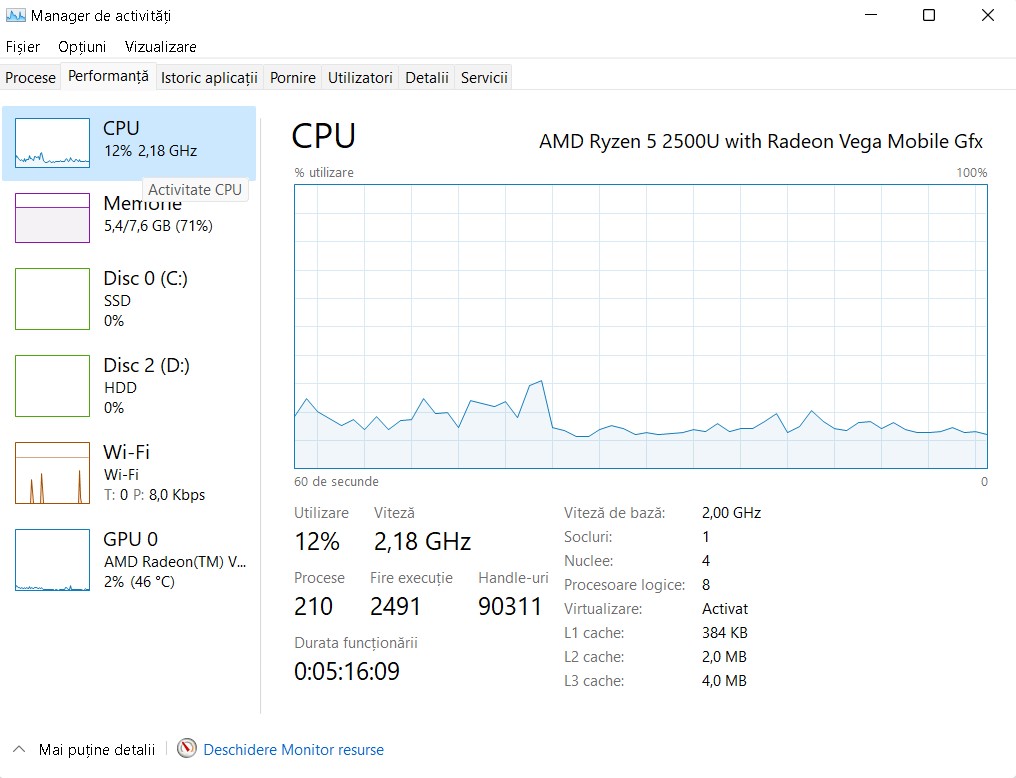 Manager de activități
Fișier Opțiuni Vizualizare
Procese Performanță Istoric aplicații Pornire Utilizatori Detalii Servicii
CPU
12% 2,18 GHz
Activitate CPU
Memorie
5,4/7,6 GB (71%)
Disc 0 (C:)
SSD
0%
Disc 2 (D:)
HDD
0%
Wi-Fi
Wi-Fi
T: 0 P: 8,0 Kbps
GPU 0
AMD Radeon(TM) V...
2% (46 °C)
CPU
AMD Ryzen 5 2500U with Radeon Vega Mobile Gfx
% utilizare 100%
60 de secunde 0
Utilizare Viteză
12% 2,18 GHz
Procese Fire execuție Handle-uri
210 2491 90311
Durata funcționării
0:05:16:09
Viteză de bază: 2,00 GHz
Socluri: 1
Nuclee: 4
Procesoare logice: 8
Virtualizare: Activat
L1 cache: 384 KB
L2 cache: 2,0 MB
L3 cache: 4,0 MB
Mai puține detalii Deschidere Monitor resurse